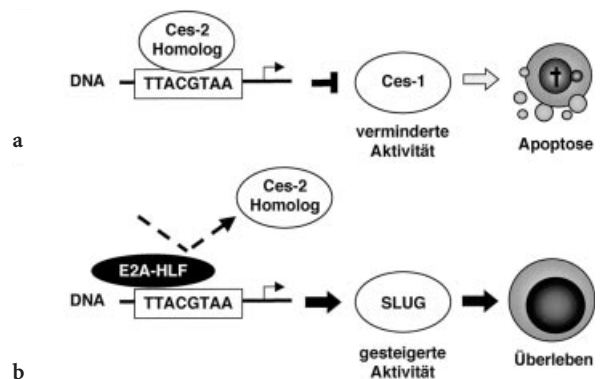 Ces-2
Homolog
DNA
TTACGTAA
Ces-1
verminderte
Aktivität
Apoptose
a
Ces-2
Homolog
E2A-HLF
DNA
TTACGTAA
SLUG
gesteigerte
Aktivität
Überleben
b